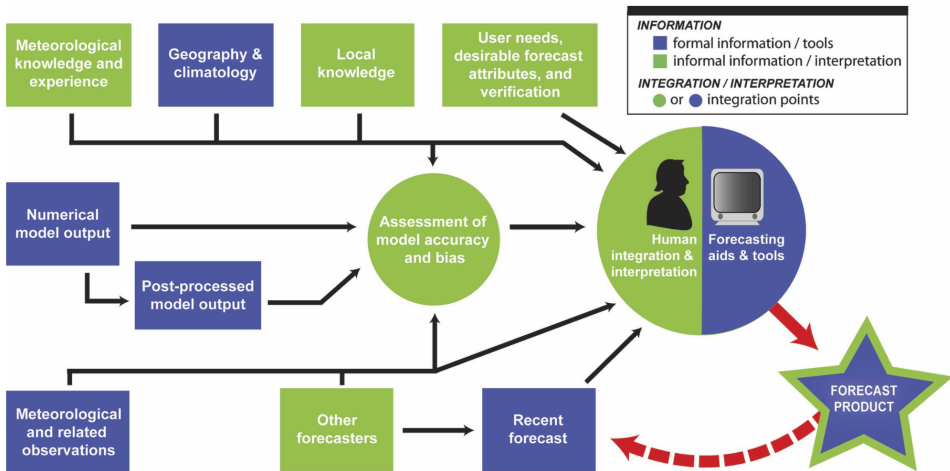 Meteorological
knowledge and
experience
Geography &
climatology
Local
knowledge
User needs,
desirable forecast
attributes, and
verification
INFORMATION
formal information / tools
informal information / interpretation
INTEGRATION / INTERPRETATION
or
integration points
Numerical
model output
Post-processed
model output
Assessment of
model accuracy
and bias
Human
integration &
interpretation
Forecasting
aids & tools
Meteorological
and related
observations
Other
forecasters
Recent
forecast
FORECAST
PRODUCT